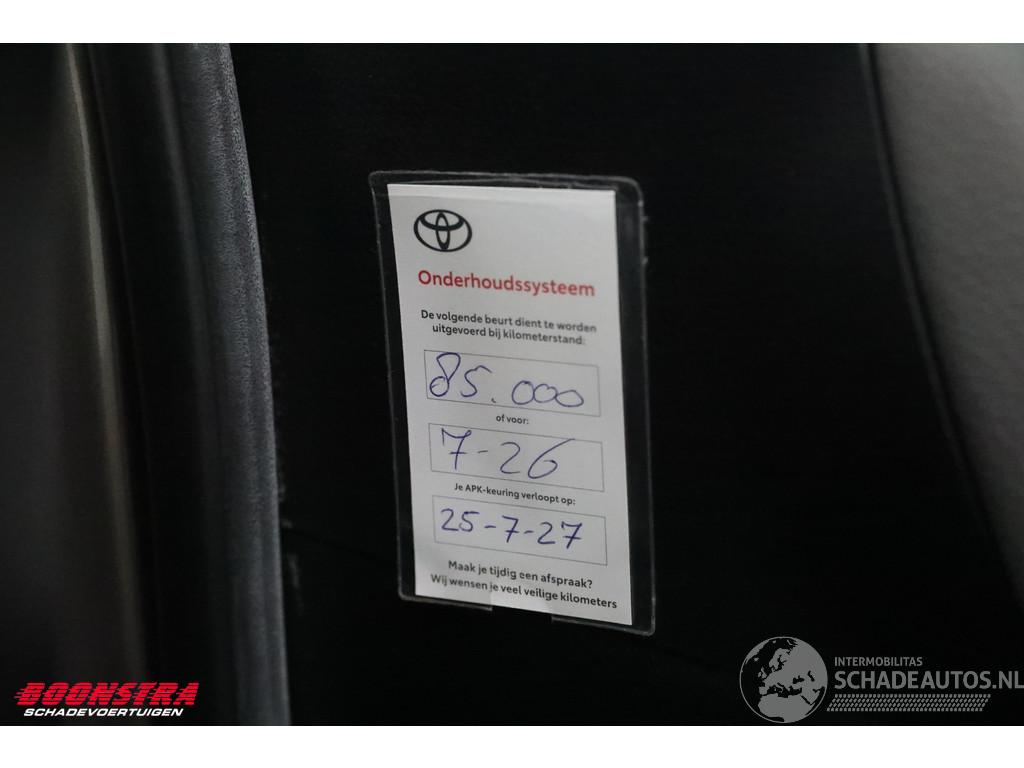 Onderhoudssysteem
De volgende beurt dient te worden
uitgevoerd bij kilometerstand:
85.000
of voor:
7-26
Je APK-keuring verloopt op:
25-7-27
Maak je tijdig een afspraak?
Wij wensen je veel veilige kilometers
BOONSTRA
SCHADEVOERTUIGEN
INTERMOBILITAS
SCHADEAUTOS.NL